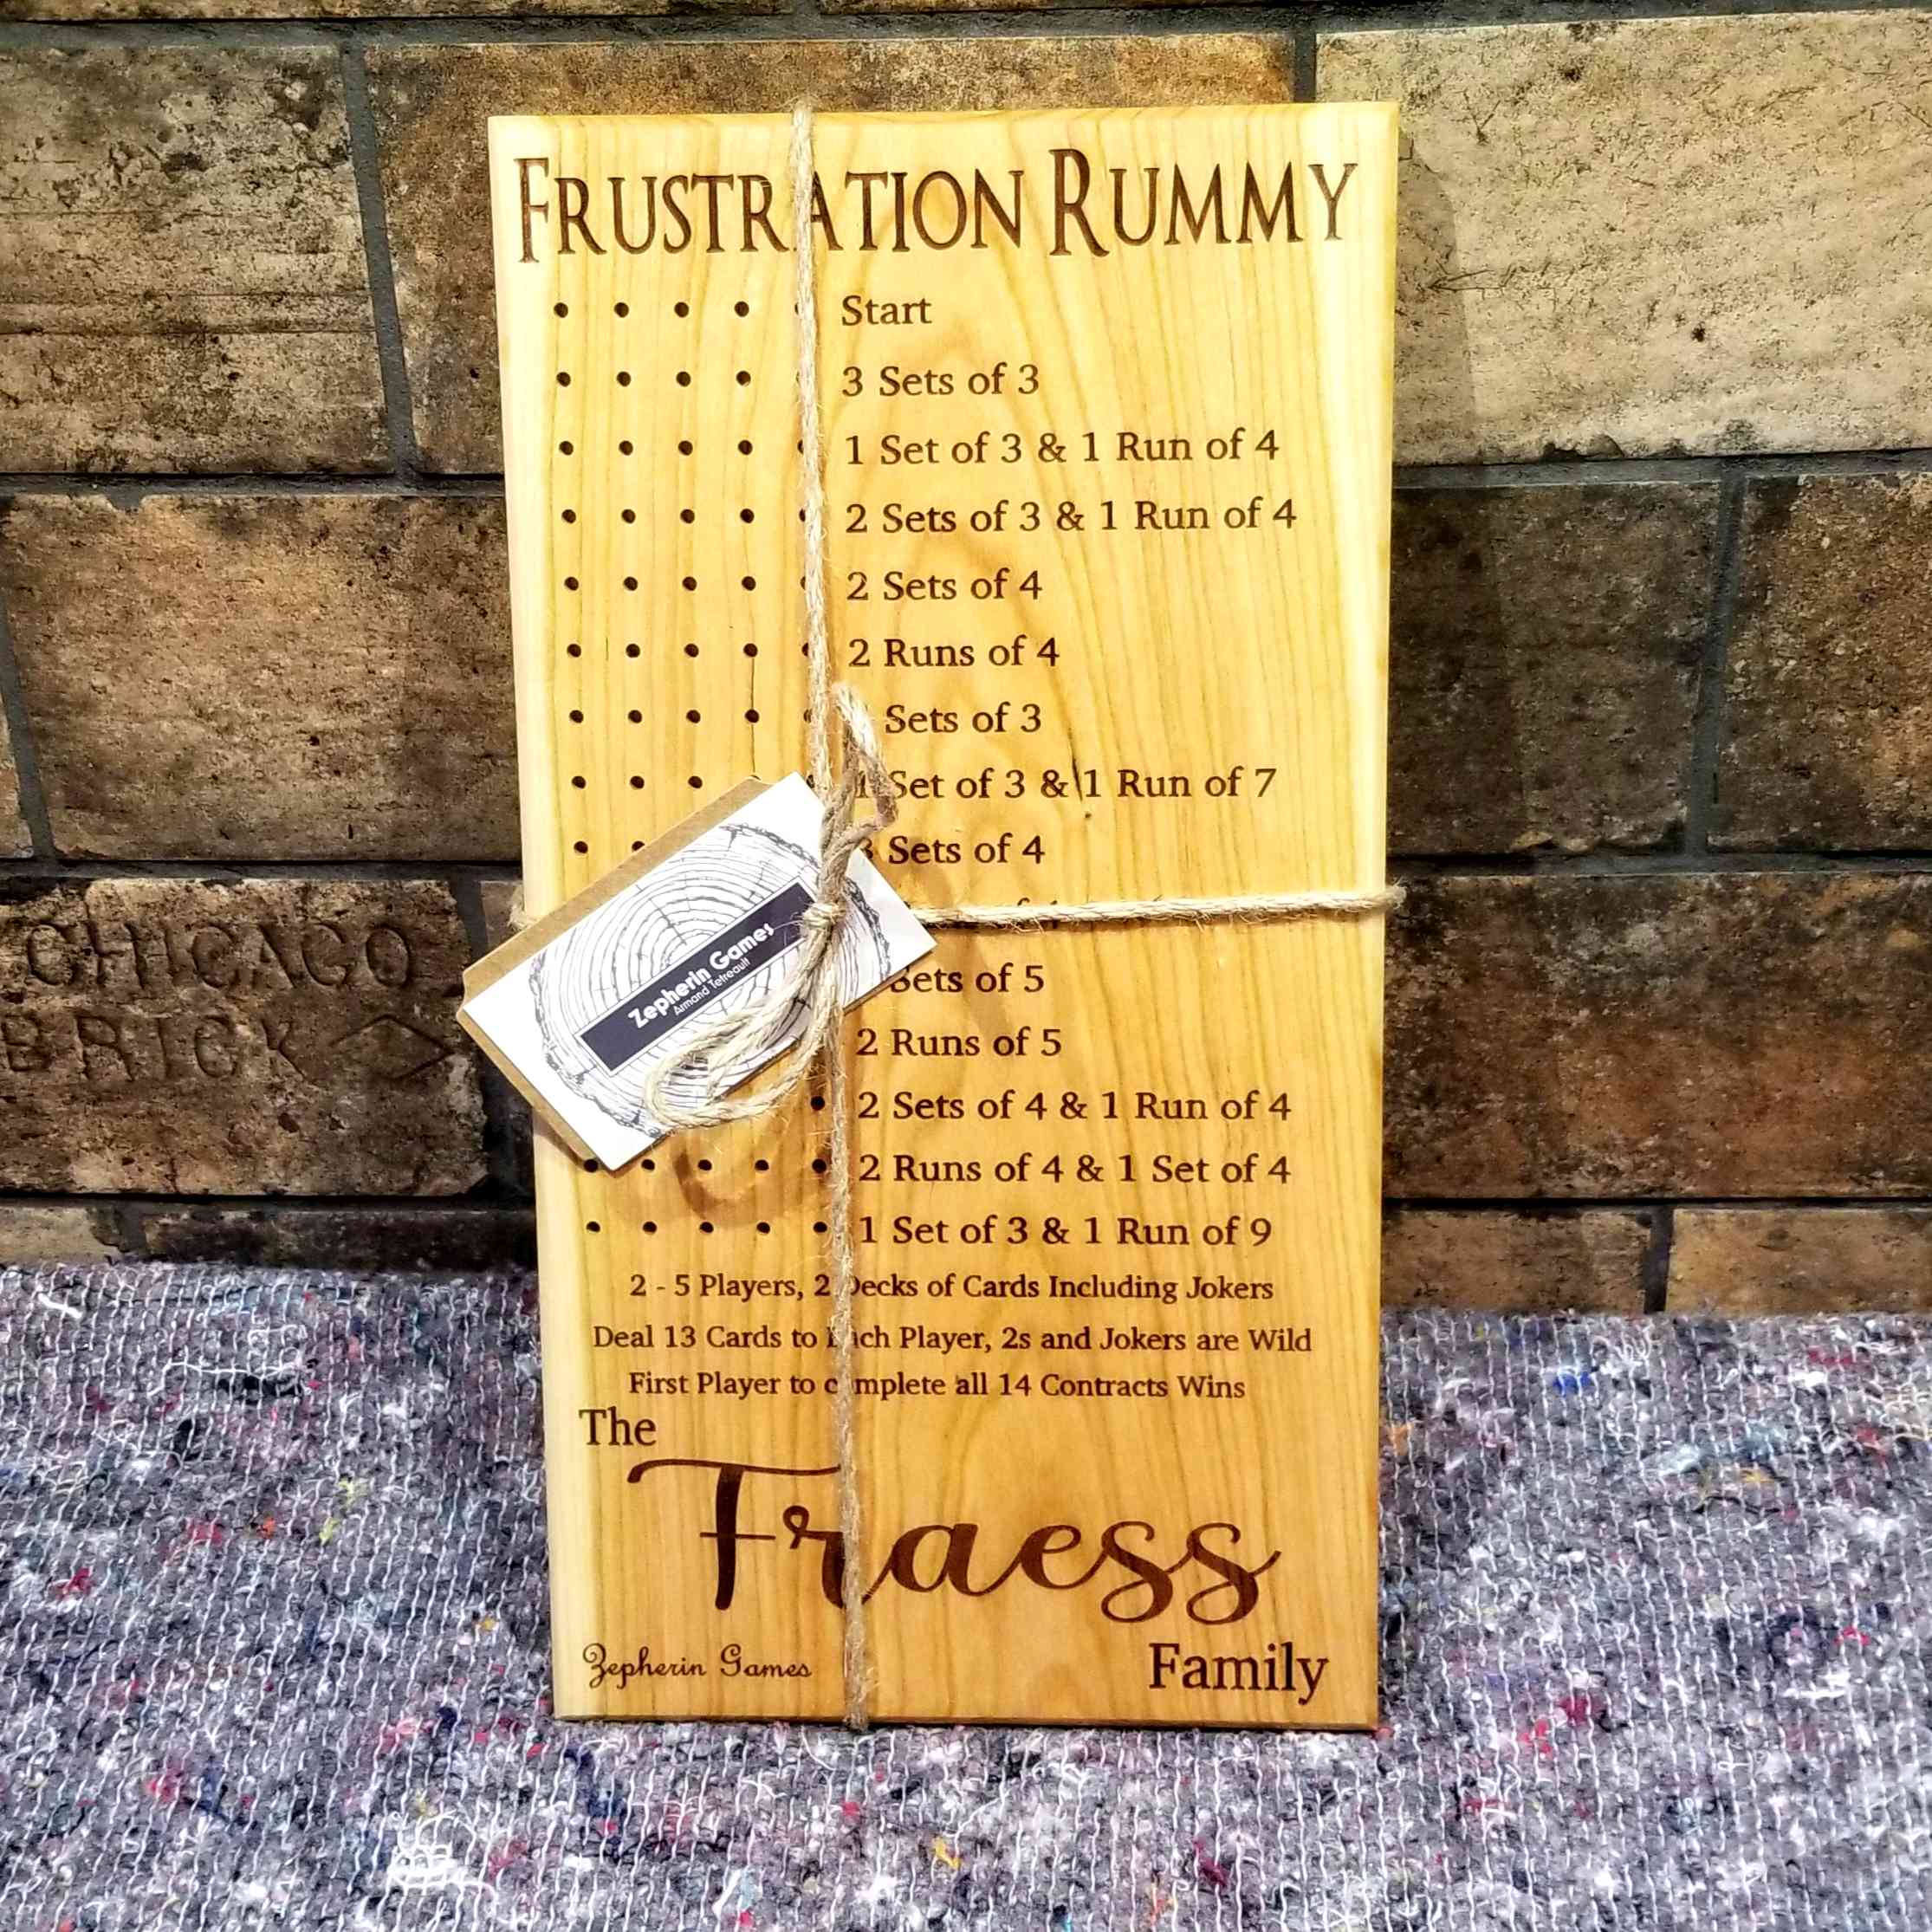 FRUSTRATION RUMMY
Start
3 Sets of 3
1 Set of 3 & 1 Run of 4
2 Sets of 3 & 1 Run of 4
2 Sets of 4
2 Runs of 4
Sets of 3
1 Set of 3 & 1 Run of 7
3 Sets of 4
Sets of 5
2 Runs of 5
2 Sets of 4 & 1 Run of 4
2 Runs of 4 & 1 Set of 4
1 Set of 3 & 1 Run of 9
2 - 5 Players, 2 Decks of Cards Including Jokers
Deal 13 Cards to Each Player, 2s and Jokers are Wild
First Player to complete all 14 Contracts Wins
The
Fraess
Family
Zepherin Games
Zepherin Games
Armand Tetreault
CHICAGO
BRICK